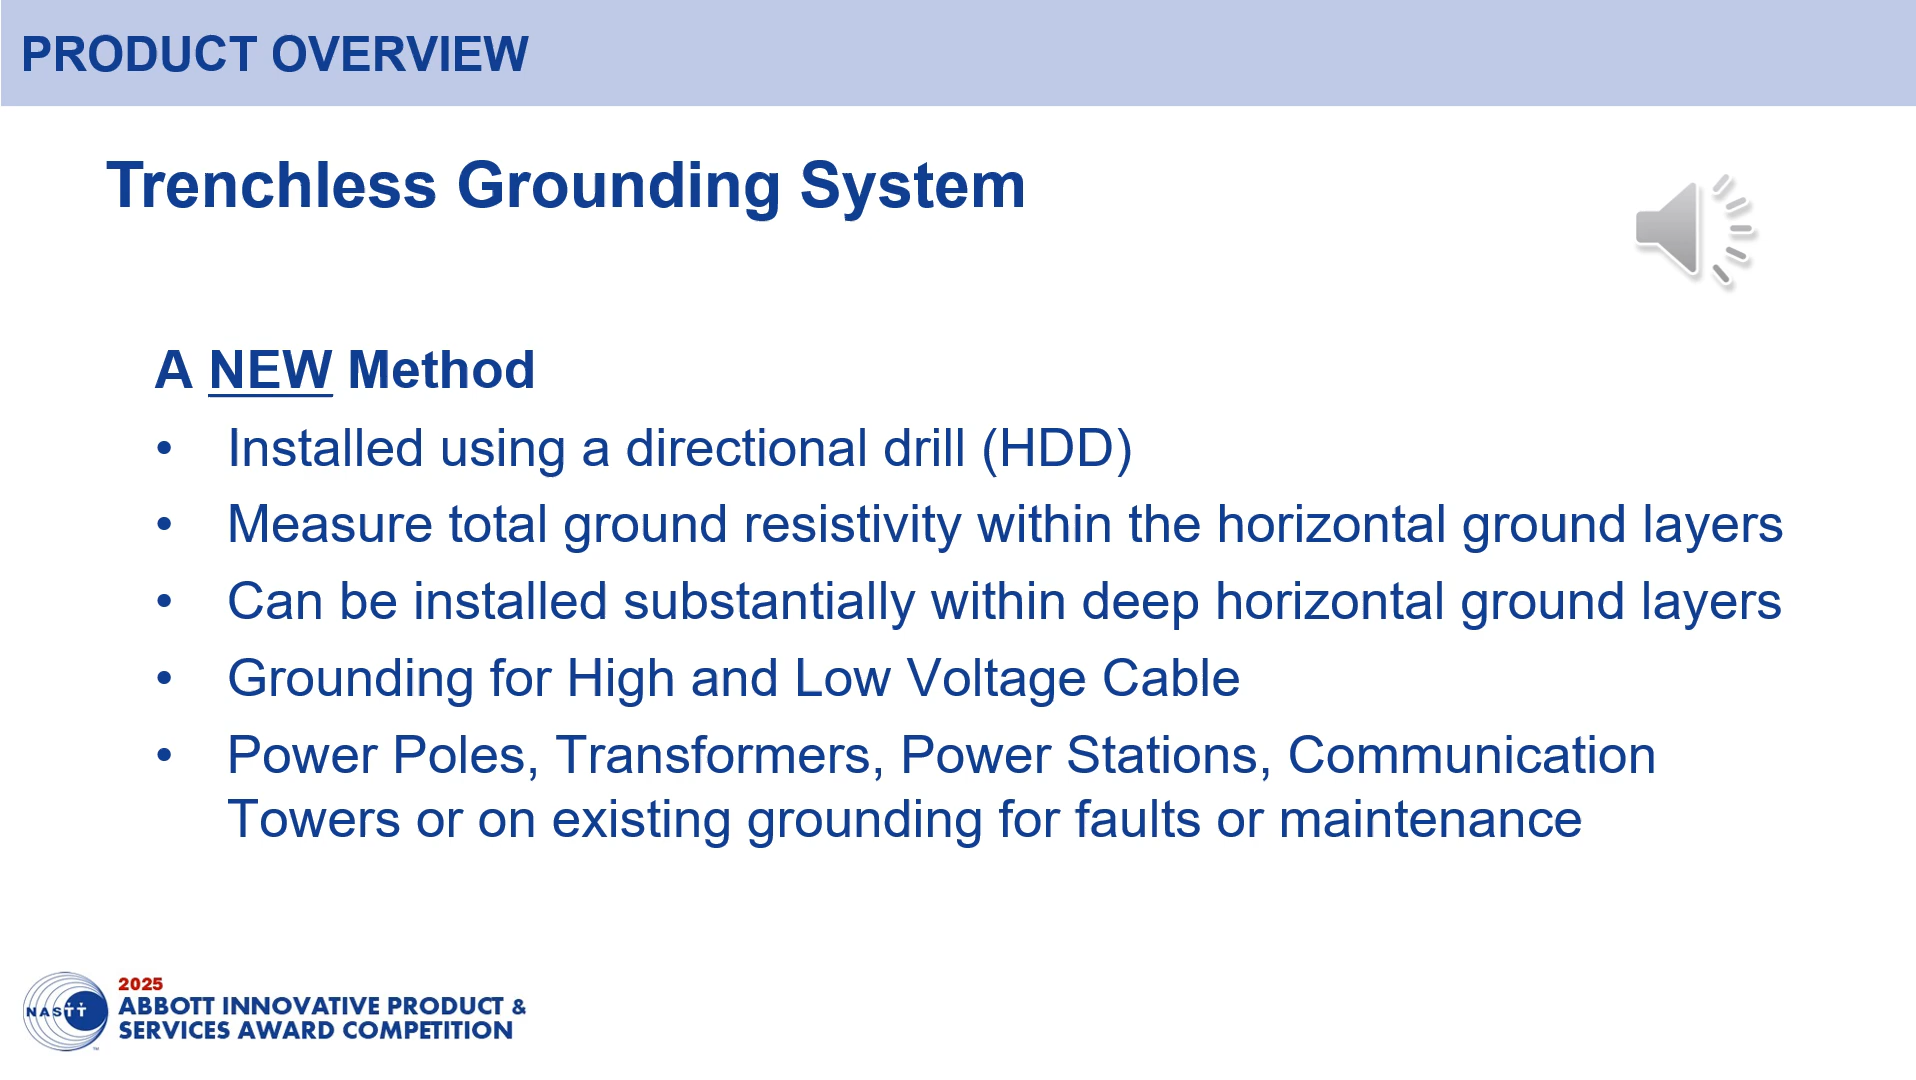 PRODUCT OVERVIEW
Trenchless Grounding System
A NEW Method
• Installed using a directional drill (HDD)
• Measure total ground resistivity within the horizontal ground layers
• Can be installed substantially within deep horizontal ground layers
• Grounding for High and Low Voltage Cable
• Power Poles, Transformers, Power Stations, Communication
Towers or on existing grounding for faults or maintenance
NASTT
™
2025
ABBOTT INNOVATIVE PRODUCT &
SERVICES AWARD COMPETITION